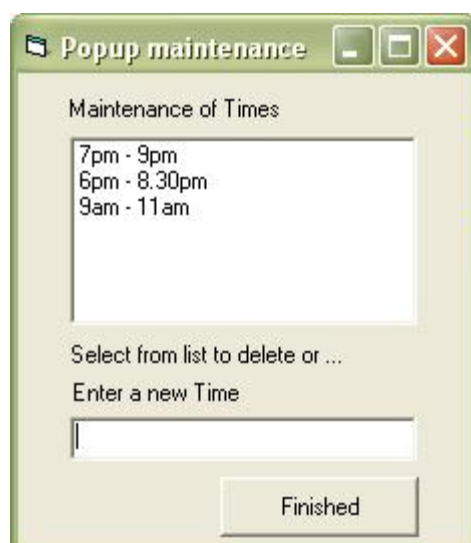 Popup maintenance
Maintenance of Times
7pm - 9pm
6pm - 8.30pm
9am - 11am
Select from list to delete or ...
Enter a new Time
Finished